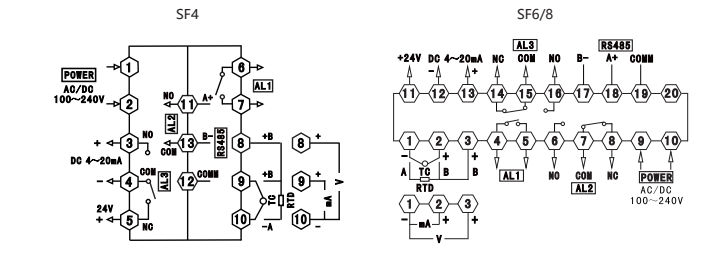 SF4
SF6/8
POWER
AC/DC
100~240V
1
2
3
4
5
+
NO
DC 4~20mA
-
COM
AL3
24V
+
NC
NO
11
A+
AL2
13
B-
COM
RS485
12
COMM
6
7
AL1
8
+B
9
+B
10
-A
TC
RTD
8
+
9
+
10
-
mA
V
AL3
RS485
+24V
DC 4~20mA
NC
COM
NO
B-
A+
COMM
-
+
11
12
13
14
15
16
17
18
19
20
1
2
3
4
5
6
7
8
9
10
-
+
+
A
TC
B
B
RTD
AL1
NO
COM
NC
AL2
POWER
AC/DC
100~240V
1
2
3
-
mA
+
+
-
V